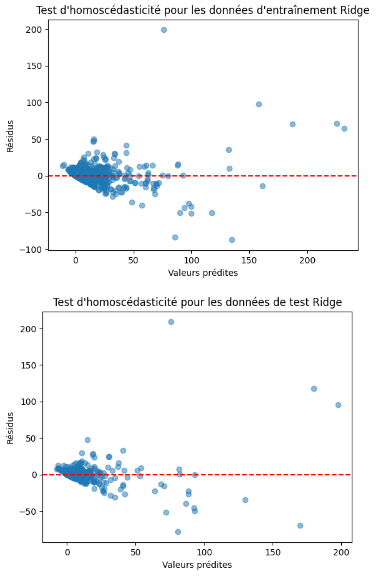 Test d'homoscédasticité pour les données d'entraînement Ridge
200
150
100
50
0
−50
−100
Résidus
0 50 100 150 200
Valeurs prédites
Test d'homoscédasticité pour les données de test Ridge
200
150
100
50
0
−50
Résidus
0 50 100 150 200
Valeurs prédites